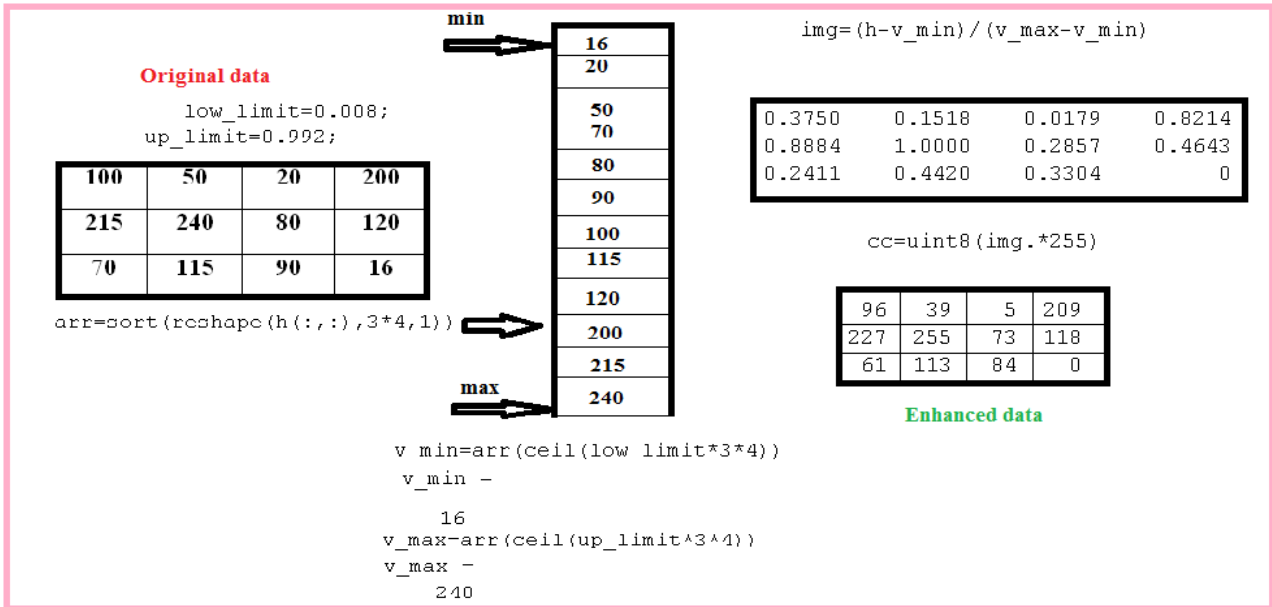 Original data
low_limit=0.008;
up_limit=0.992;
100 50 20 200
215 240 80 120
70 115 90 16
arr=sort(reshape(h(:,:),3*4,1))
min
16
20
50
70
80
90
100
115
120
200
215
240
max
v min=arr(ceil(low limit*3*4))
v_min –
16
v_max–arr(ceil(up_limit^3^4))
v_max –
240
img=(h-v_min)/(v_max-v_min)
0.3750 0.1518 0.0179 0.8214
0.8884 1.0000 0.2857 0.4643
0.2411 0.4420 0.3304 0
cc=uint8(img.*255)
96 39 5 209
227 255 73 118
61 113 84 0
Enhanced data